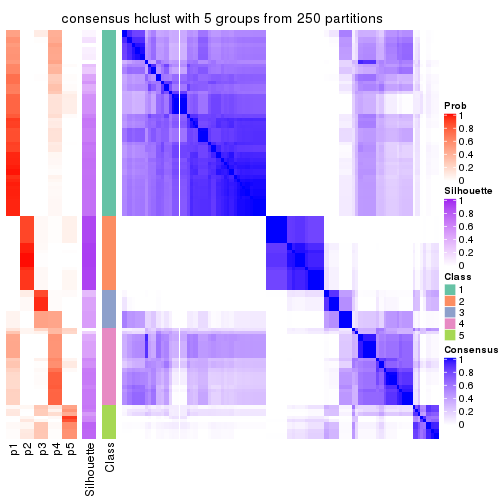 consensus hclust with 5 groups from 250 partitions
Prob
1
0.8
0.6
0.4
0.2
0
Silhouette
1
0.8
0.6
0.4
0.2
0
Class
1
2
3
4
5
Consensus
1
0.8
0.6
0.4
0.2
0
p1
p2
p3
p4
p5
Silhouette
Class